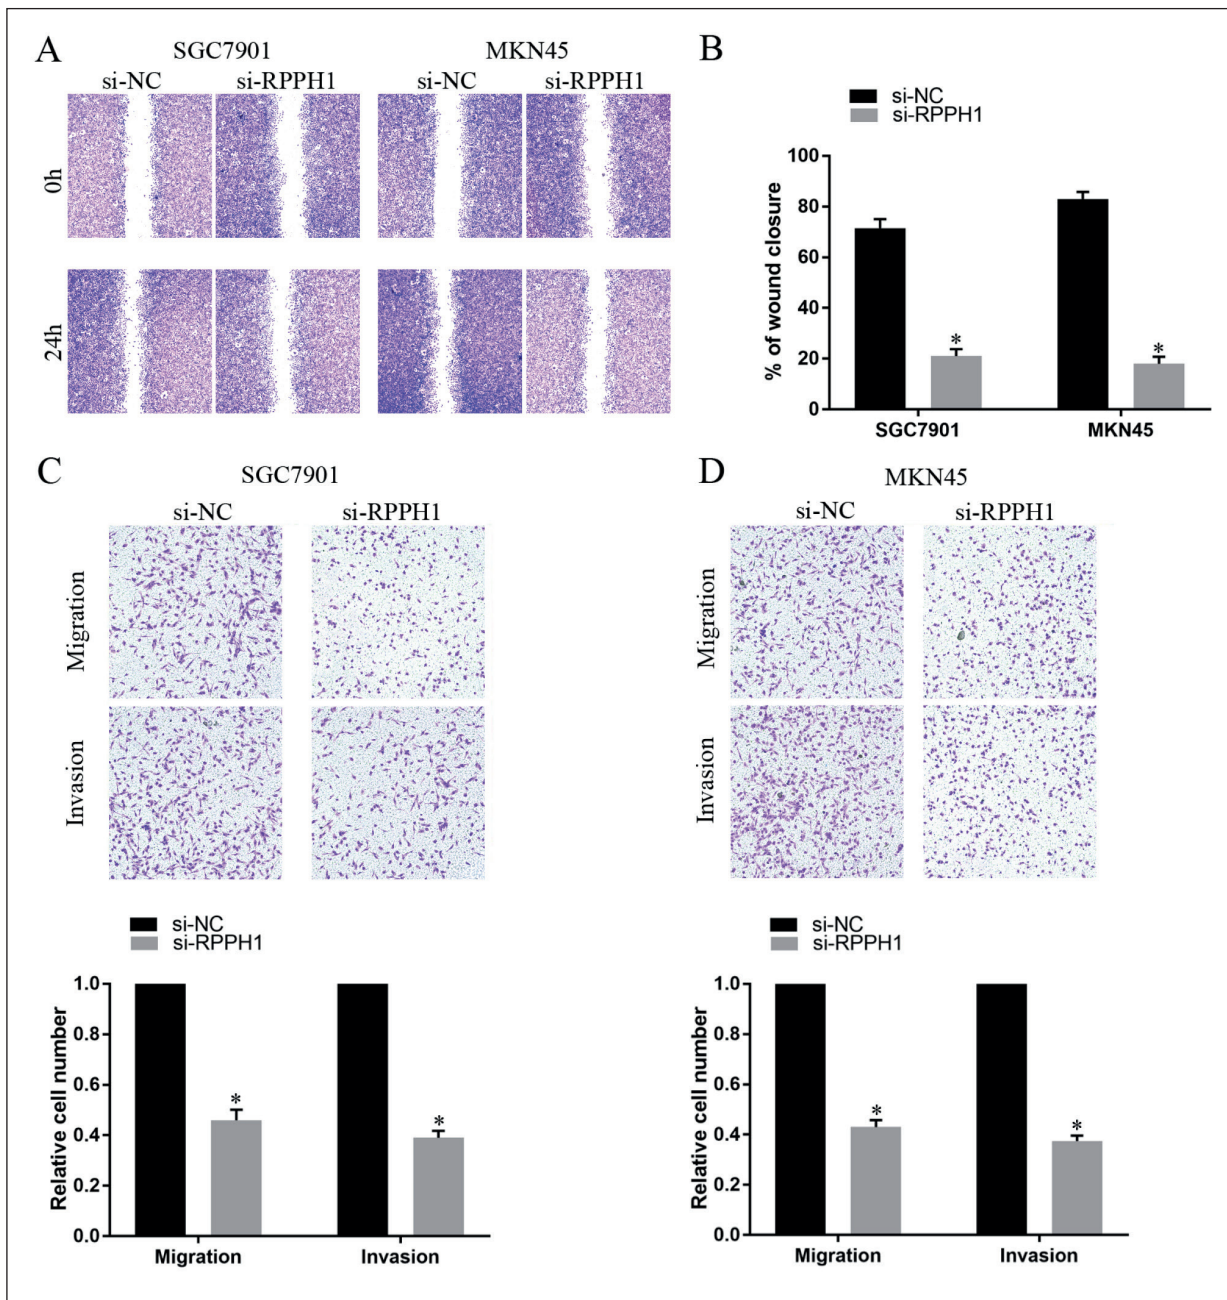 A
SGC7901
MKN45
si-NC
si-RPPH1
si-NC
si-RPPH1
0h
24h
B
si-NC
si-RPPH1
% of wound closure
100
80
60
40
20
0
*
*
SGC7901
MKN45
C
SGC7901
si-NC
si-RPPH1
Migration
Invasion
si-NC
si-RPPH1
Relative cell number
1.0
0.8
0.6
0.4
0.2
0.0
*
*
Migration
Invasion
D
MKN45
si-NC
si-RPPH1
Migration
Invasion
si-NC
si-RPPH1
Relative cell number
1.0
0.8
0.6
0.4
0.2
0.0
*
*
Migration
Invasion